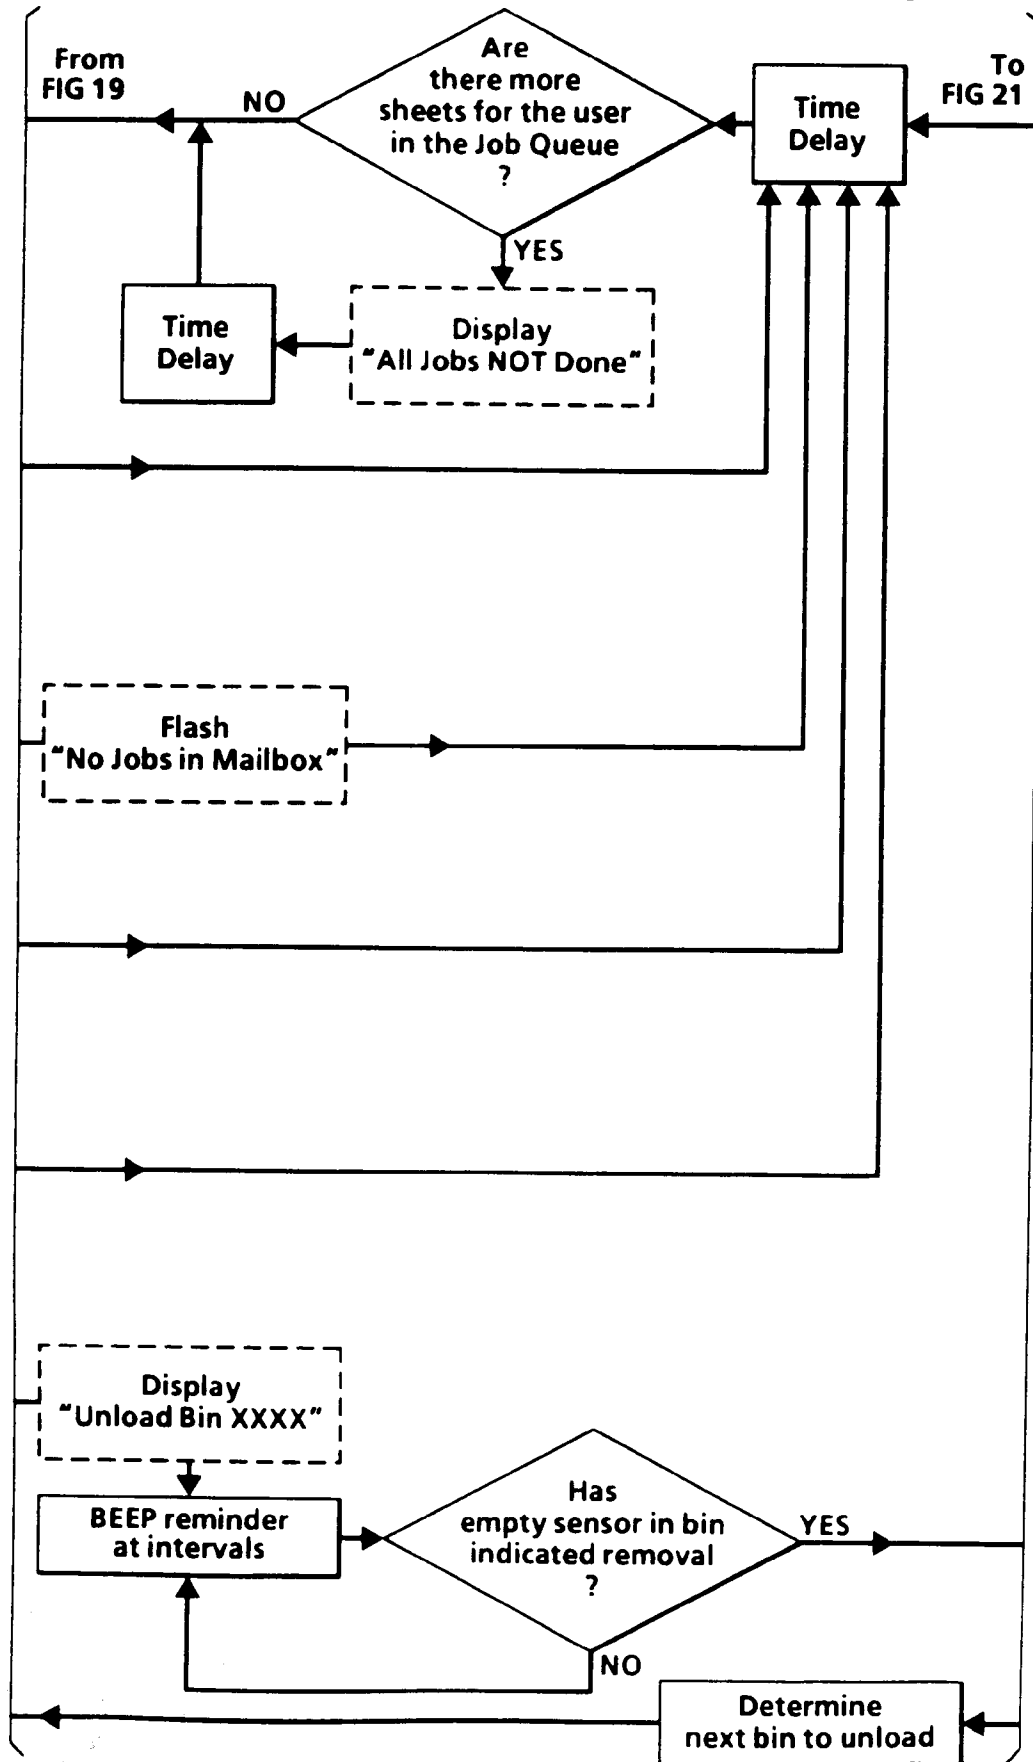 From
FIG 19
NO
Are
there more
sheets for the user
in the Job Queue
?
Time
Delay
To
FIG 21
YES
Time
Delay
Display
"All Jobs NOT Done"
Flash
"No Jobs in Mailbox"
Display
"Unload Bin XXXX"
BEEP reminder
at intervals
Has
empty sensor in bin
indicated removal
?
YES
NO
Determine
next bin to unload